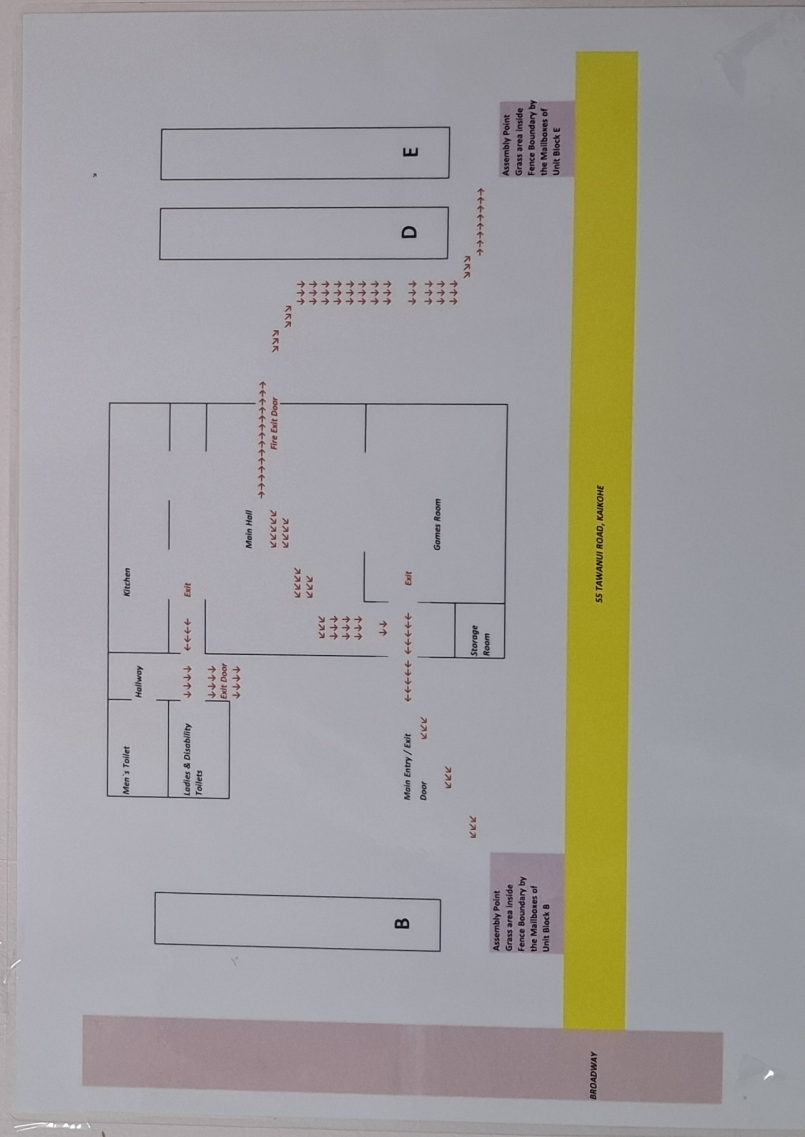 Men's Toilet
Hallway
Kitchen
Ladies & Disability
Toilets
Exit
Exit Door
Main Hall
Fire Exit Door
Main Entry / Exit
Door
Exit
Games Room
Storage
Room
B
D
E
Assembly Point
Grass area inside
Fence Boundary by
the Mailboxes of
Unit Block B
Assembly Point
Grass area inside
Fence Boundary by
the Mailboxes of
Unit Block E
BROADWAY
55 TAWANUI ROAD, KAIKOHE